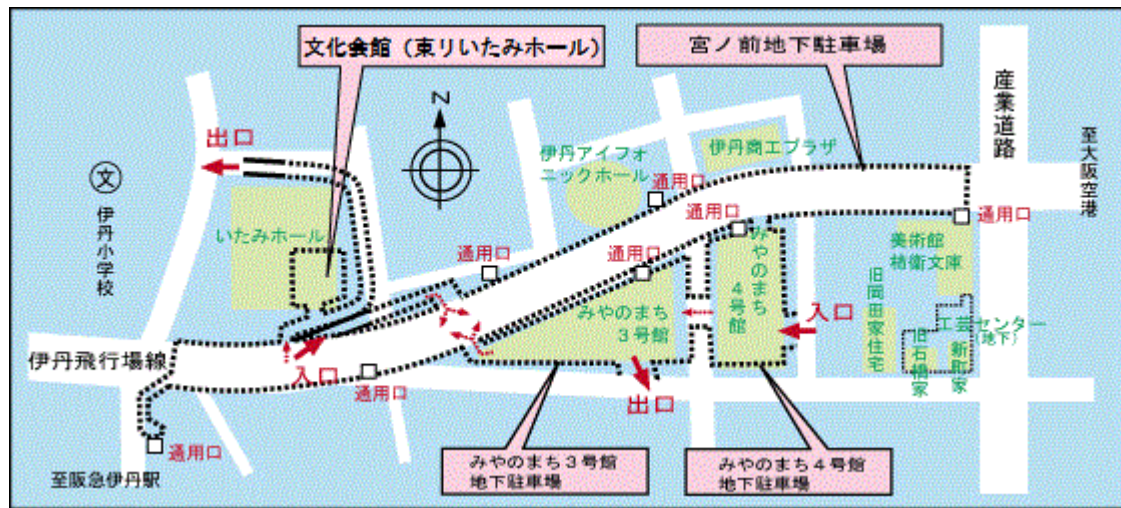 文化会館（東リいたみホール）
宮ノ前地下駐車場
産業道路
至大阪空港
N
出口
文
伊丹小学校
いたみホール
伊丹アイフォ
ニックホール
伊丹商工プラザ
通用口
通用口
通用口
通用口
通用口
美術館
柿衛文庫
みやのまち
3号館
みやのまち
4号館
入口
旧岡田家住宅
工芸センター
（地下）
旧石橋家
新町家
伊丹飛行場線
入口
通用口
出口
通用口
至阪急伊丹駅
みやのまち３号館
地下駐車場
みやのまち４号館
地下駐車場